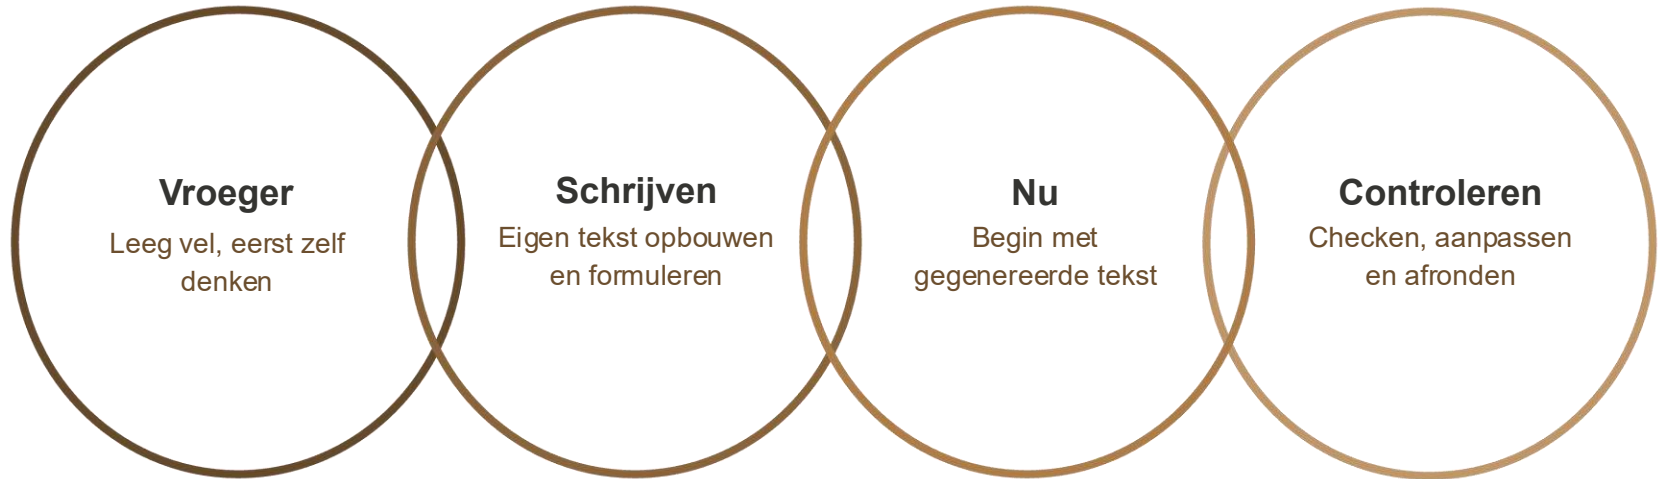 Vroeger
Leeg vel, eerst zelf
denken
Schrijven
Eigen tekst opbouwen
en formuleren
Nu
Begin met
gegenereerde tekst
Controleren
Checken, aanpassen
en afronden